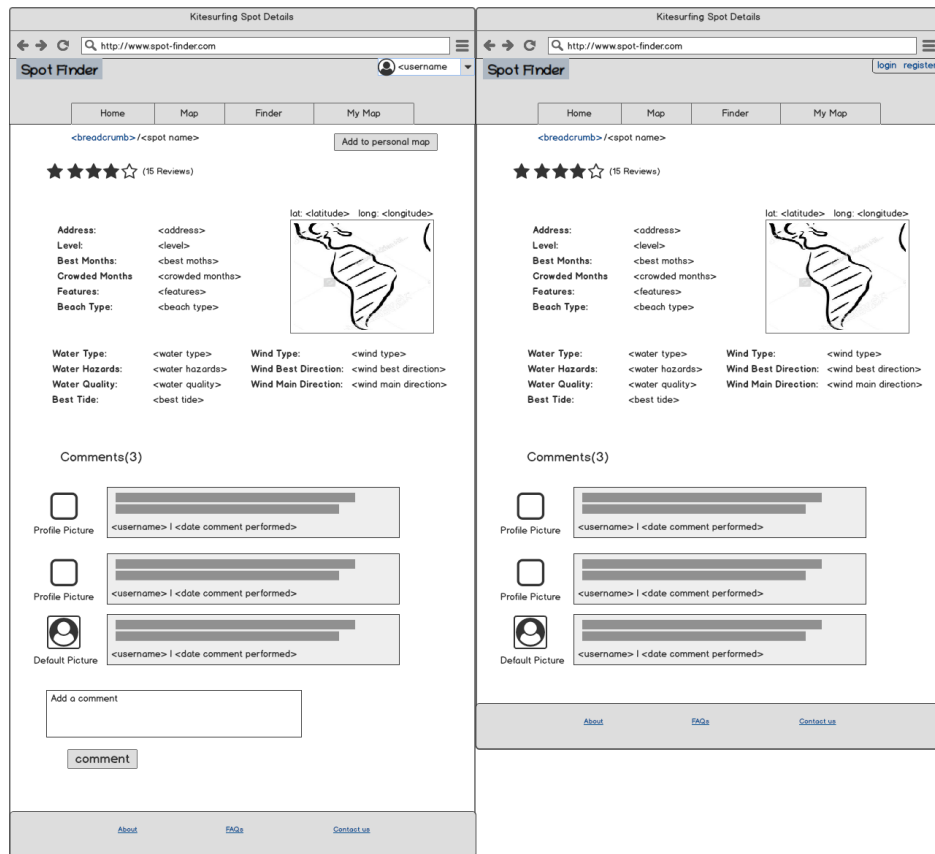 Kitesurfing Spot Details
http://www.spot-finder.com
Spot Finder
<username
Home Map Finder My Map
<breadcrumb>/<spot name>
Add to personal map
(15 Reviews)
lat: <latitude> long: <longitude>
Address: <address>
Level: <level>
Best Months: <best moths>
Crowded Months <crowded months>
Features: <features>
Beach Type: <beach type>
Water Type: <water type> Wind Type: <wind type>
Water Hazards: <water hazards> Wind Best Direction: <wind best direction>
Water Quality: <water quality> Wind Main Direction: <wind main direction>
Best Tide: <best tide>
Comments(3)
Profile Picture
<username> | <date comment performed>
Profile Picture
<username> | <date comment performed>
Default Picture
<username> | <date comment performed>
Add a comment
comment
About FAQs Contact us
Kitesurfing Spot Details
http://www.spot-finder.com
Spot Finder
login register
Home Map Finder My Map
<breadcrumb>/<spot name>
(15 Reviews)
lat: <latitude> long: <longitude>
Address: <address>
Level: <level>
Best Months: <best moths>
Crowded Months <crowded months>
Features: <features>
Beach Type: <beach type>
Water Type: <water type> Wind Type: <wind type>
Water Hazards: <water hazards> Wind Best Direction: <wind best direction>
Water Quality: <water quality> Wind Main Direction: <wind main direction>
Best Tide: <best tide>
Comments(3)
Profile Picture
<username> | <date comment performed>
Profile Picture
<username> | <date comment performed>
Default Picture
<username> | <date comment performed>
About FAQs Contact us